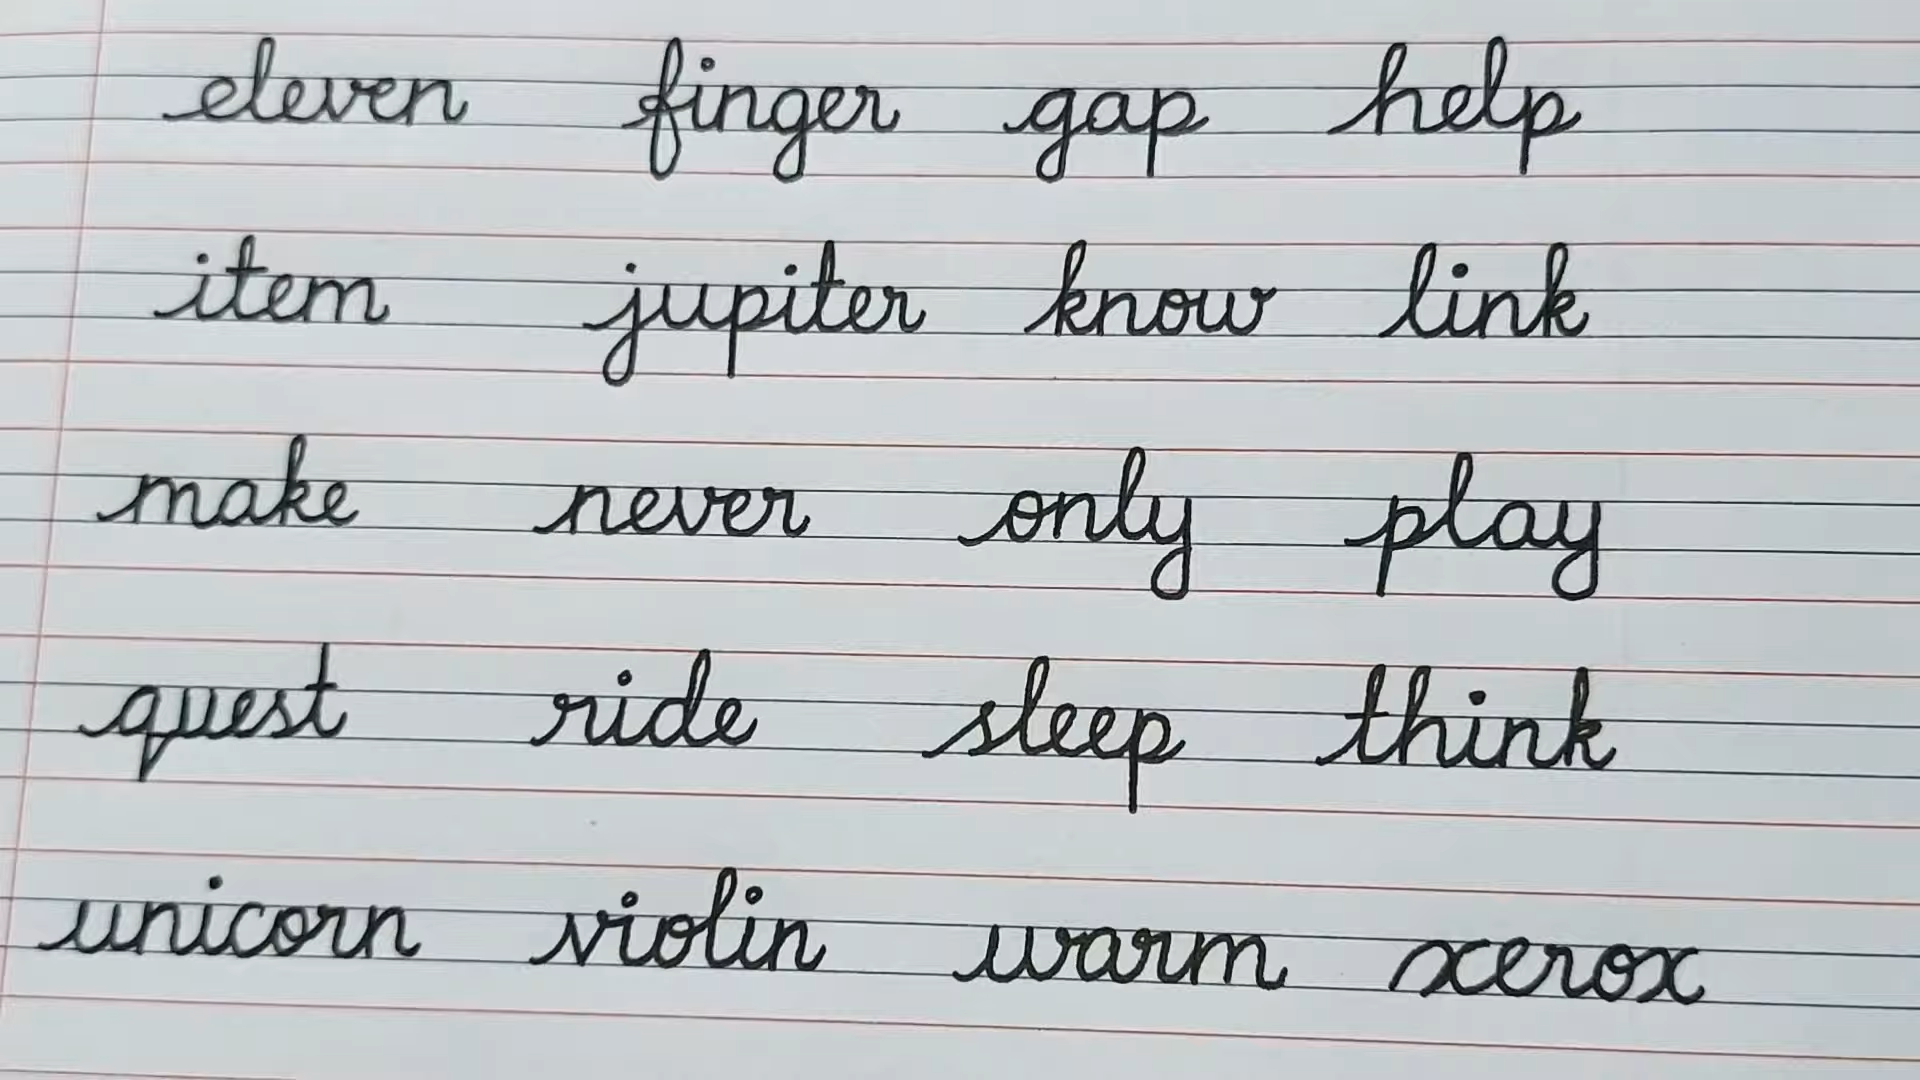 eleven finger gap help
item jupiter know link
make never only play
quest ride sleep think
unicorn violin warm xerox